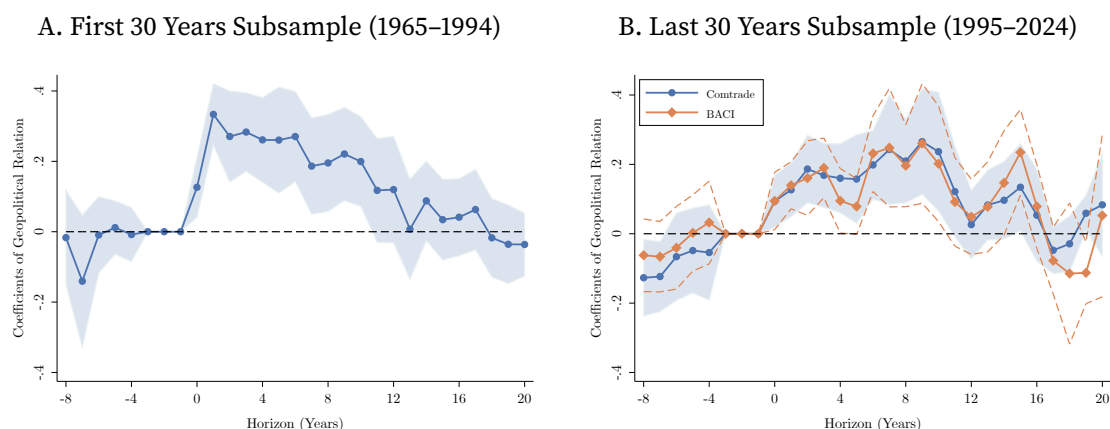 A. First 30 Years Subsample (1965–1994)
Coefficients of Geopolitical Relation
.4
.2
0
-.2
-.4
-8 -4 0 4 8 12 16 20
Horizon (Years)
B. Last 30 Years Subsample (1995–2024)
Comtrade
BACI
Coefficients of Geopolitical Relation
.4
.2
0
-.2
-.4
-8 -4 0 4 8 12 16 20
Horizon (Years)